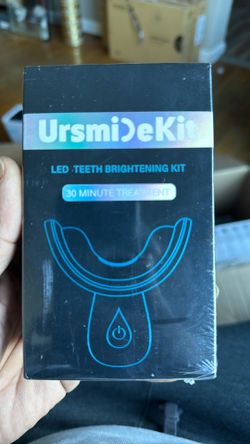 UrsmileKit
LED TEETH BRIGHTENING KIT
30 MINUTE TREATMENT